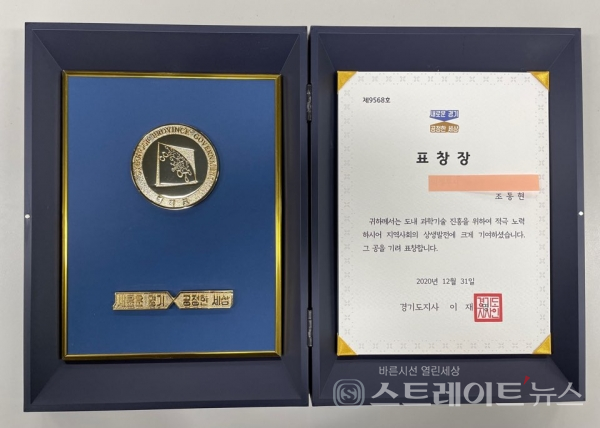 PROVINCE GOVERNMENT
경기도
새로운 경기 공정한 세상
제9568호
새로운 경기
공정한 세상
표창장
조동현
귀하께서는 도내 과학기술 진흥을 위하여 적극 노력
하시어 지역사회의 상생발전에 크게 기여하셨습니다.
그 공을 기려 표창합니다.
2020년 12월 31일
경기도지사 이 재
바른시선 열린세상
스트레이트뉴스